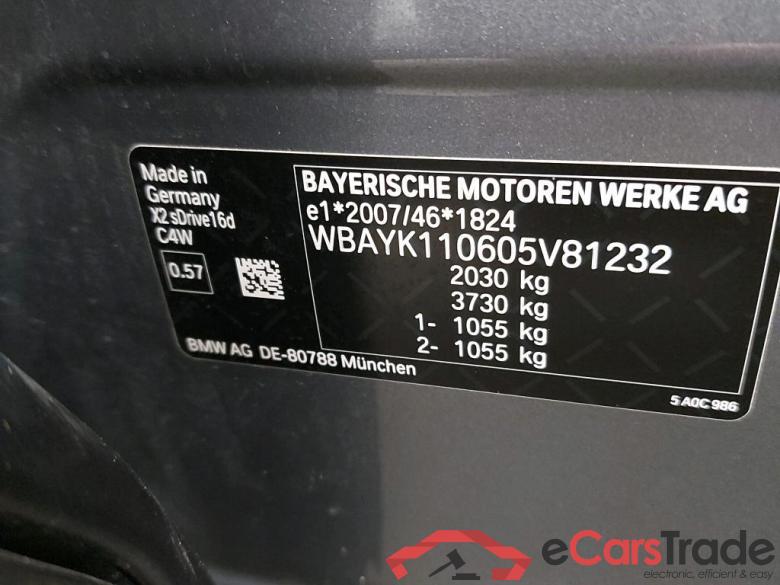 Made in
Germany
X2 sDrive16d
C4W
0.57
BAYERISCHE MOTOREN WERKE AG
e1*2007/46*1824
WBAYK110605V81232
2030 kg
3730 kg
1- 1055 kg
2- 1055 kg
BMW AG DE-80788 München
5 A0C 986
eCarsTrade
electronic, efficient & easy